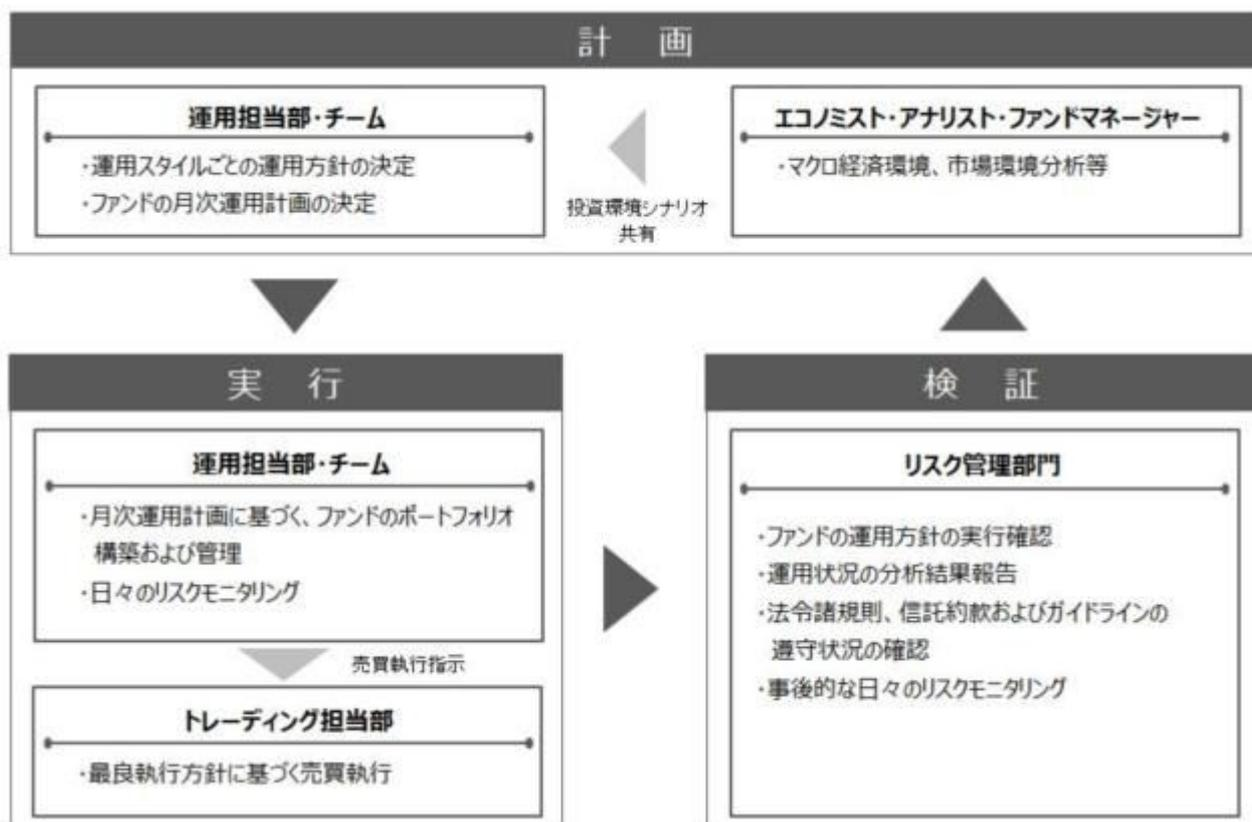 計 画
運用担当部・チーム
・運用スタイルごとの運用方針の決定
・ファンドの月次運用計画の決定
投資環境シナリオ
共有
エコノミスト・アナリスト・ファンドマネージャー
・マクロ経済環境、市場環境分析等
実 行
運用担当部・チーム
・月次運用計画に基づく、ファンドのポートフォリオ
構築および管理
・日々のリスクモニタリング
売買執行指示
トレーディング担当部
・最良執行方針に基づく売買執行
検 証
リスク管理部門
・ファンドの運用方針の実行確認
・運用状況の分析結果報告
・法令諸規則、信託約款およびガイドラインの
遵守状況の確認
・事後的な日々のリスクモニタリング